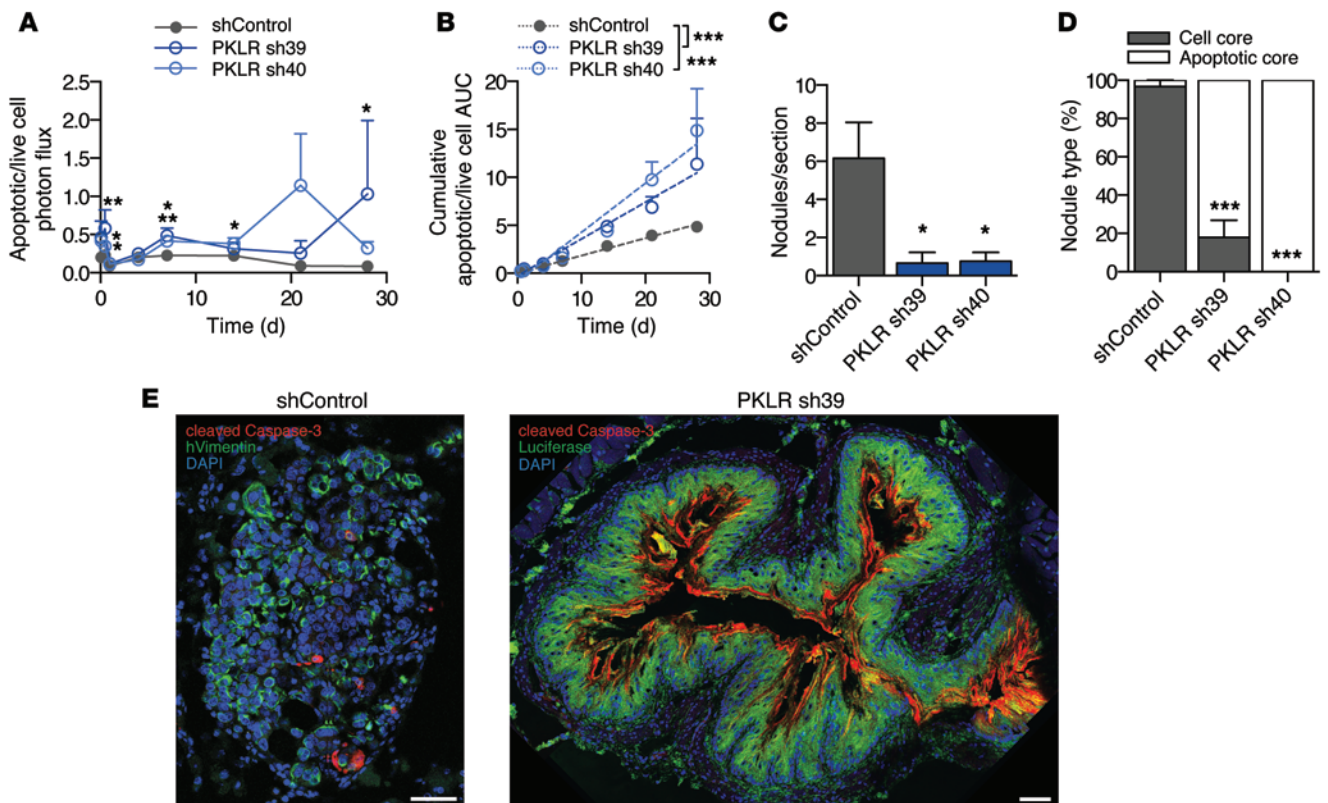 A
shControl
PKLR sh39
PKLR sh40
Apoptotic/live cell
photon flux
2.5
2.0
1.5
1.0
0.5
0.0
**
*
*
*
**
*
*
0
10
20
30
Time (d)
B
shControl
PKLR sh39
PKLR sh40
***
***
Cumulative
apoptotic/live cell AUC
20
15
10
5
0
0
10
20
30
Time (d)
C
Nodules/section
10
8
6
4
2
0
*
*
shControl
PKLR sh39
PKLR sh40
D
Cell core
Apoptotic core
Nodule type (%)
100
80
60
40
20
0
***
***
shControl
PKLR sh39
PKLR sh40
E
shControl
cleaved Caspase-3
hVimentin
DAPI
PKLR sh39
cleaved Caspase-3
Luciferase
DAPI